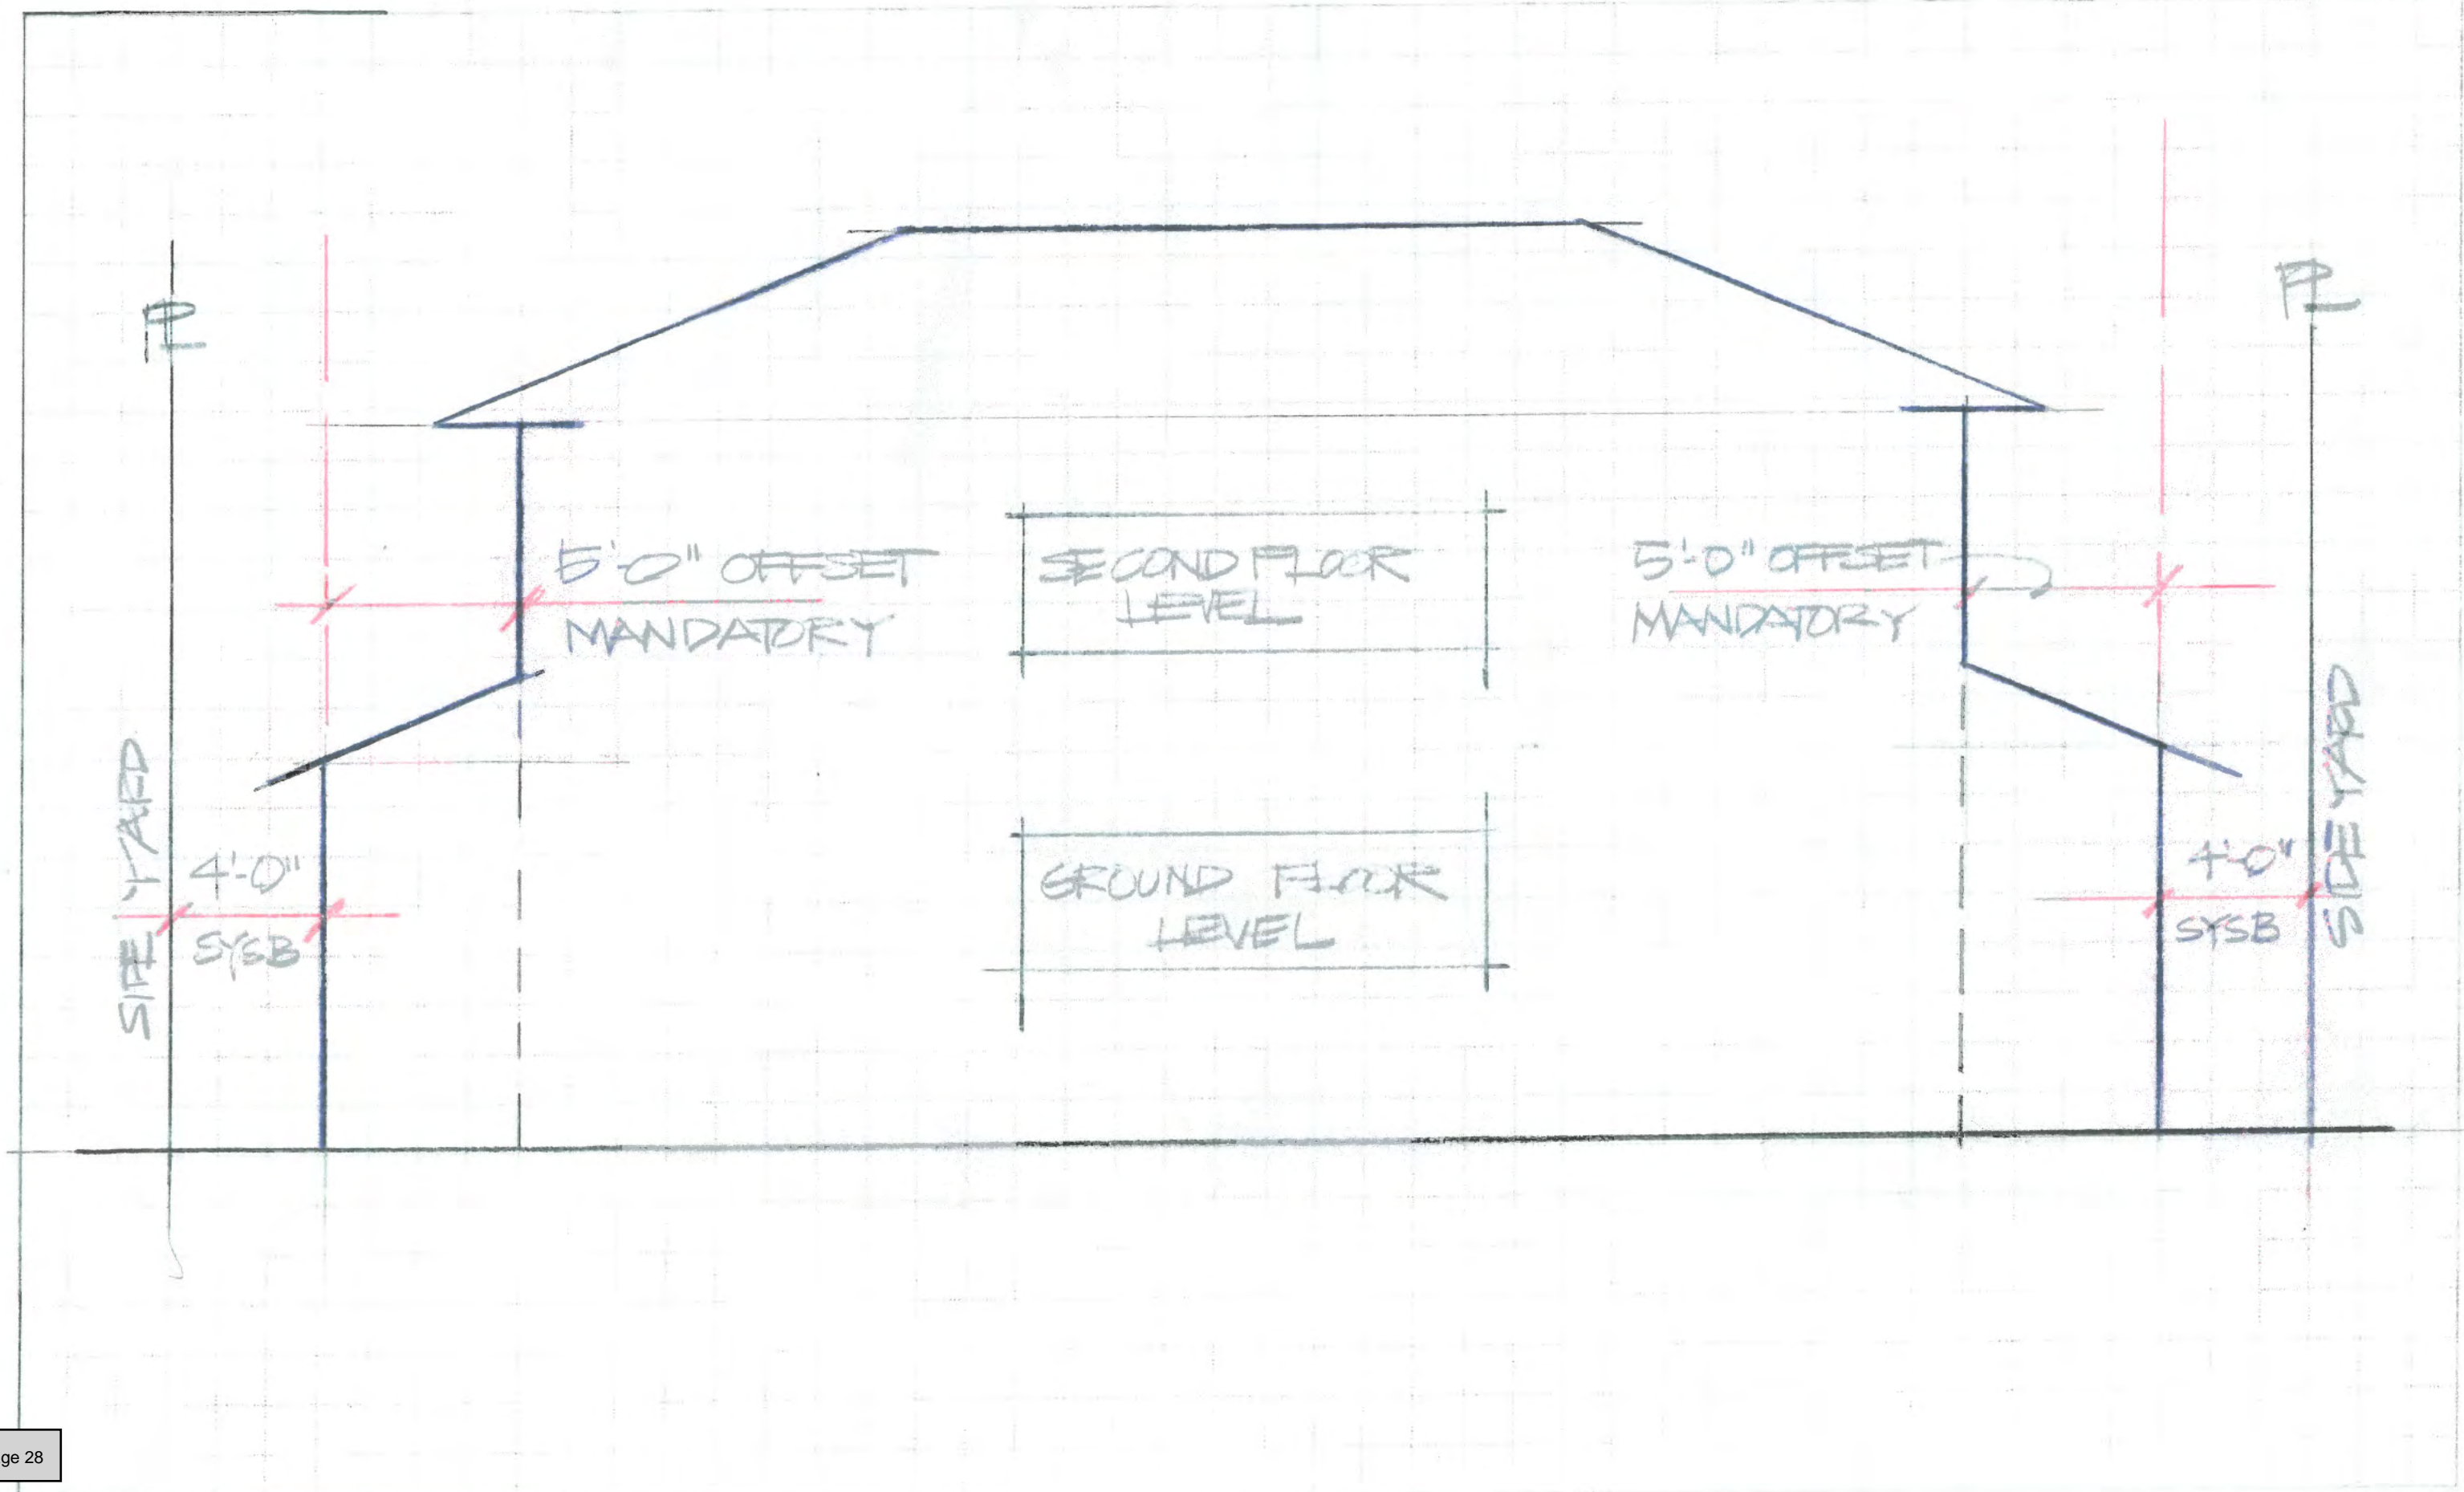 PL
PL
5'-0" OFFSET
MANDATORY
SECOND FLOOR
LEVEL
5'-0" OFFSET
MANDATORY
SITE YARD
4'-0"
SYSB
GROUND FLOOR
LEVEL
4'-0"
SYSB
SIDE YARD
ge 28